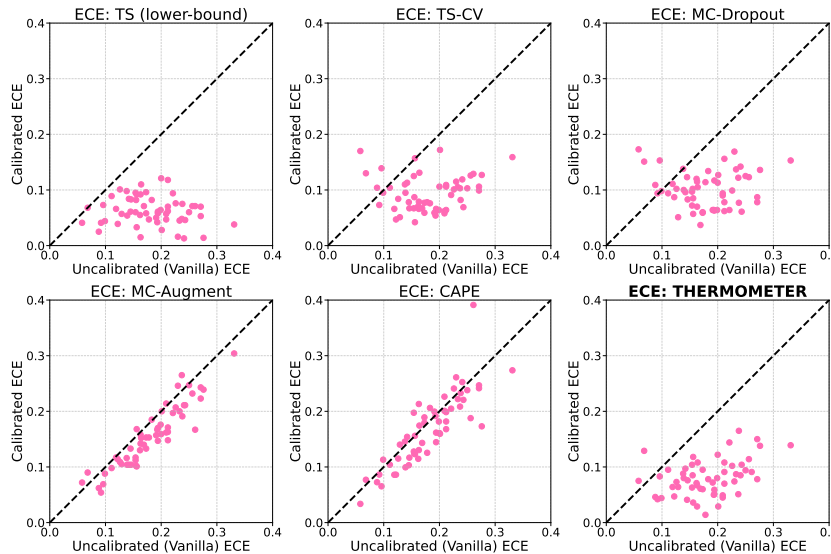 ECE: TS (lower-bound)
ECE: TS-CV
ECE: MC-Dropout
Calibrated ECE
0.4
0.3
0.2
0.1
0.0
0.0 0.1 0.2 0.3 0.4
Uncalibrated (Vanilla) ECE
Calibrated ECE
0.4
0.3
0.2
0.1
0.0
0.0 0.1 0.2 0.3 0.4
Uncalibrated (Vanilla) ECE
Calibrated ECE
0.4
0.3
0.2
0.1
0.0
0.0 0.1 0.2 0.3
Uncalibrated (Vanilla) ECE
ECE: MC-Augment
ECE: CAPE
ECE: THERMOMETER
Calibrated ECE
0.4
0.3
0.2
0.1
0.0
0.0 0.1 0.2 0.3 0.4
Uncalibrated (Vanilla) ECE
Calibrated ECE
0.4
0.3
0.2
0.1
0.0
0.0 0.1 0.2 0.3 0.4
Uncalibrated (Vanilla) ECE
Calibrated ECE
0.4
0.3
0.2
0.1
0.0
0.0 0.1 0.2 0.3
Uncalibrated (Vanilla) ECE